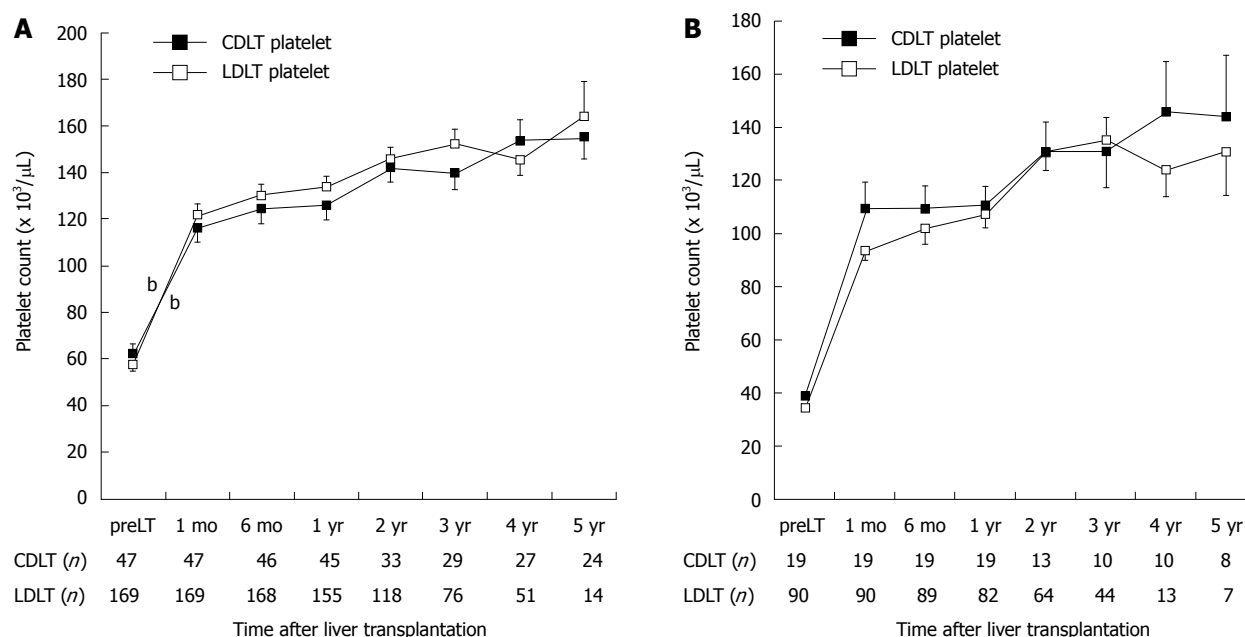 A
CDLT platelet
LDLT platelet
Platelet count (x 10³/μL)
200
180
160
140
120
100
80
60
40
20
0
b
b
preLT 1 mo 6 mo 1 yr 2 yr 3 yr 4 yr 5 yr
CDLT (n) 47 47 46 45 33 29 27 24
LDLT (n) 169 169 168 155 118 76 51 14
Time after liver transplantation
B
CDLT platelet
LDLT platelet
Platelet count (x 10³/μL)
180
160
140
120
100
80
60
40
20
0
preLT 1 mo 6 mo 1 yr 2 yr 3 yr 4 yr 5 yr
CDLT (n) 19 19 19 19 13 10 10 8
LDLT (n) 90 90 89 82 64 44 13 7
Time after liver transplantation